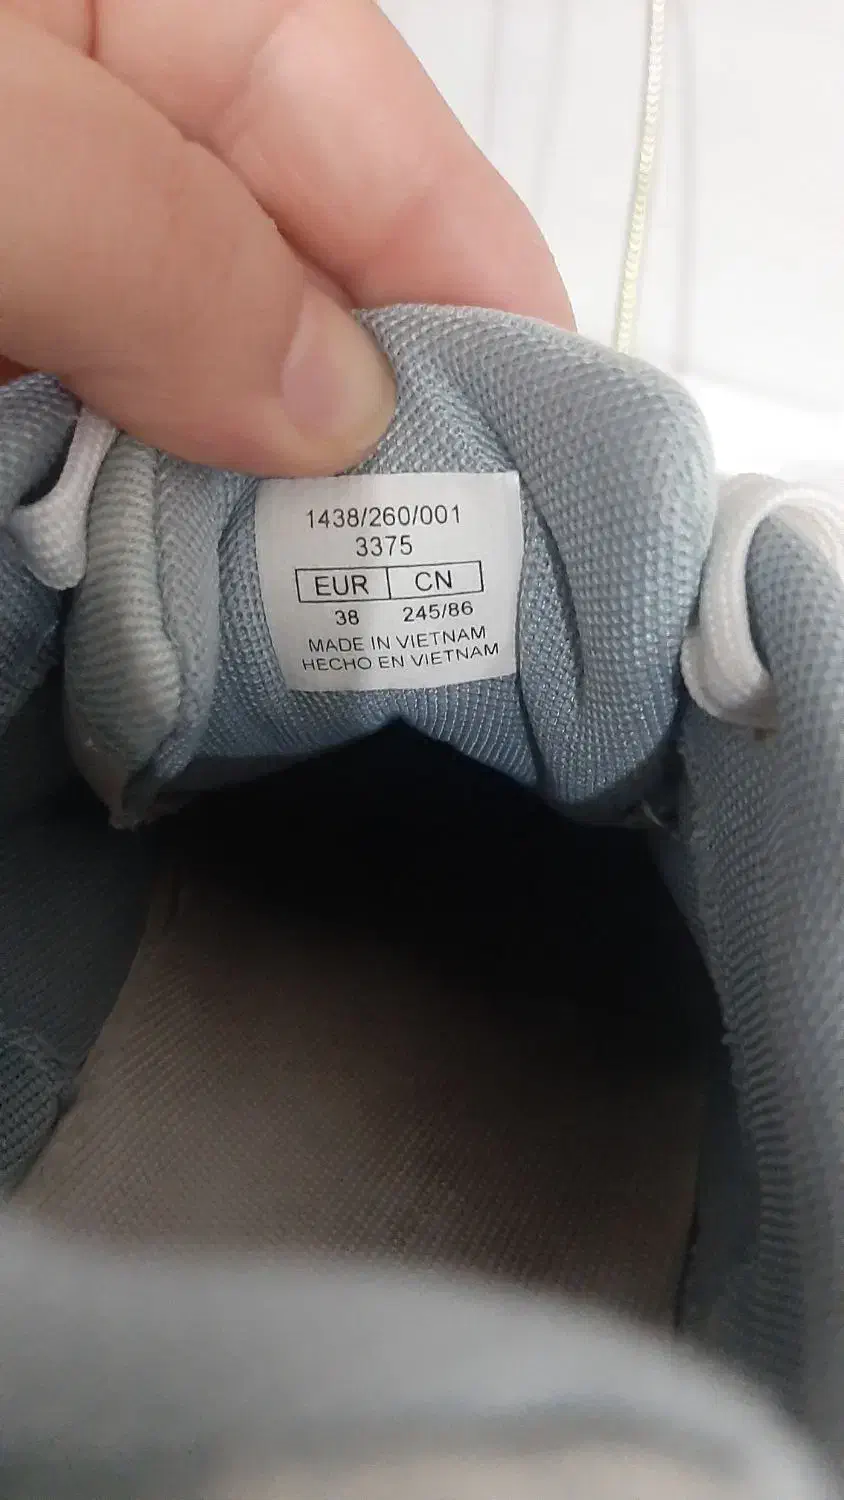 1438/260/001
3375
EUR CN
38 245/86
MADE IN VIETNAM
HECHO EN VIETNAM